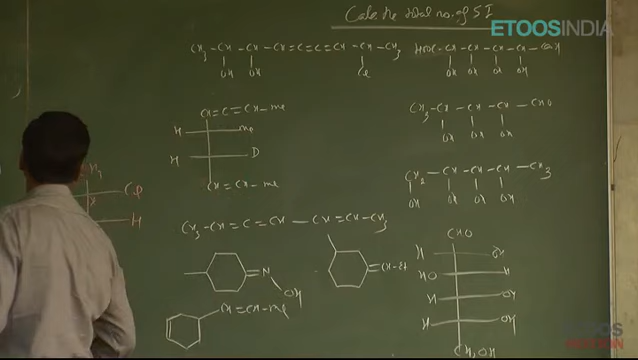 Calc the total no. of S I
ETOOSINDIA
CH3-CH-CH-CH=C=C=CH-CH-CH3
OH OH Cl
HOOC-CH-CH-CH-CH-COOH
OH OH OH OH
CH=C=CH-me
H me
H D
CH=CH-me
CH3-CH-CH-CH-CHO
OH OH OH
CH2-CH-CH-CH-CH3
OH OH OH OH
Cl
H
CH3-CH=C=CH-CH=CH-CH3
=N
OH
=CH-Et
CH=CH-me
CHO
H OH
HO H
H OH
H OH
CH2OH